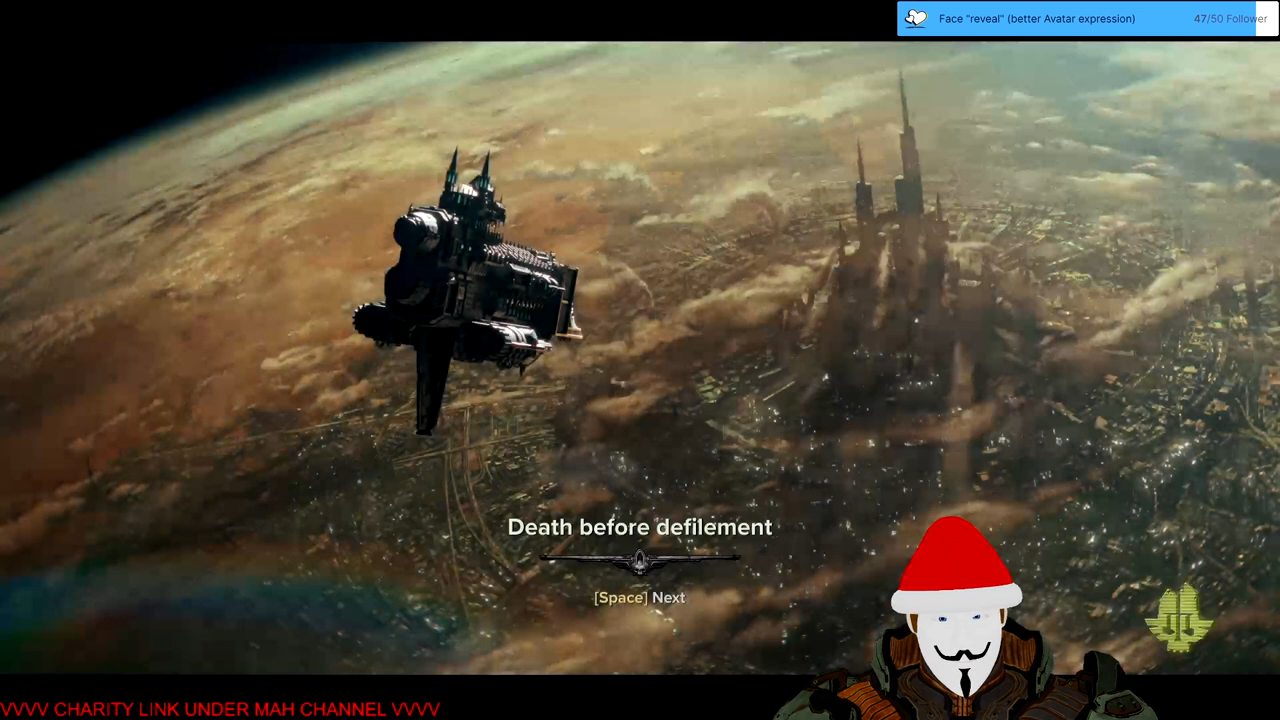 Face "reveal" (better Avatar expression) 47/50 Follower
Death before defilement
[Space] Next
VVVV CHARITY LINK UNDER MAH CHANNEL VVVV